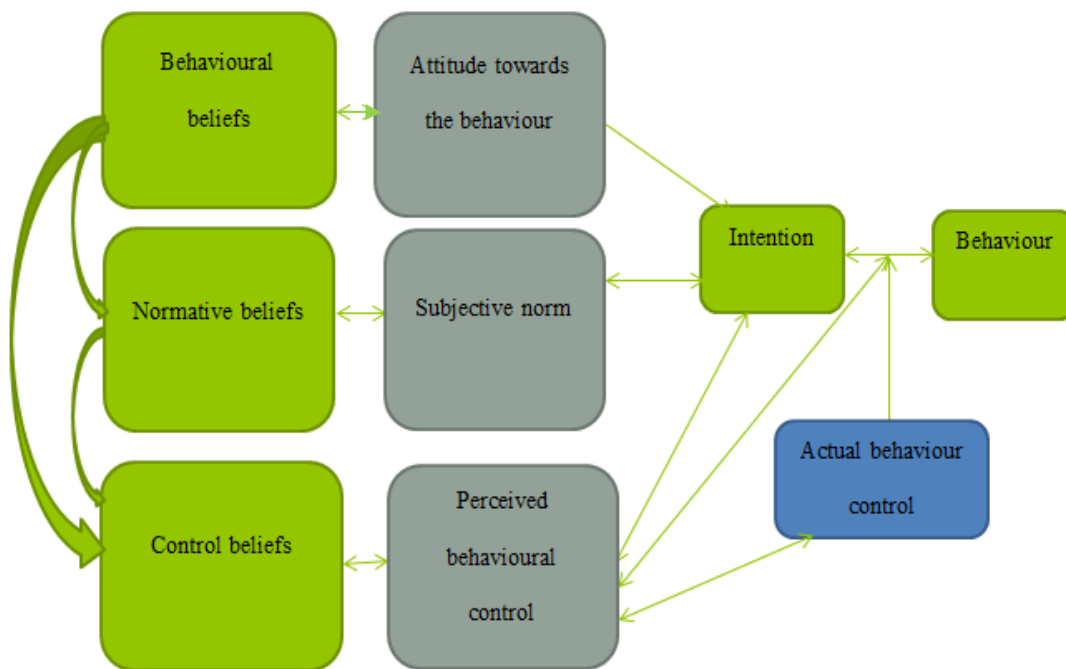 Behavioural
beliefs
Attitude towards
the behaviour
Intention
Behaviour
Normative beliefs
Subjective norm
Actual behaviour
control
Control beliefs
Perceived
behavioural
control